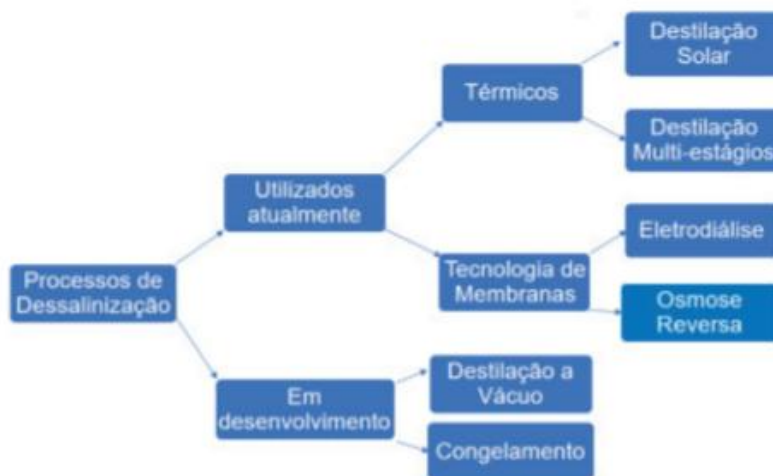 Processos de
Dessalinização
Utilizados
atualmente
Térmicos
Destilação
Solar
Destilação
Multi-estágios
Tecnologia de
Membranas
Eletrodiálise
Osmose
Reversa
Em
desenvolvimento
Destilação a
Vácuo
Congelamento